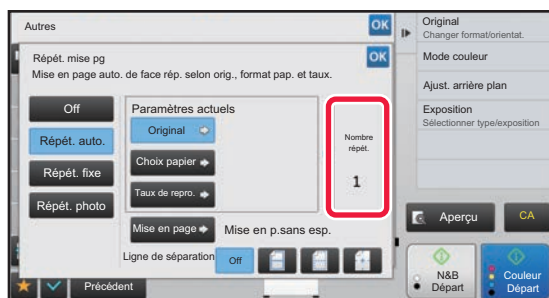 Autres
OK
Répét. mise pg
OK
Mise en page auto. de face rép. selon orig., format pap. et taux.
Off
Répét. auto.
Répét. fixe
Répét. photo
Paramètres actuels
Original
Choix papier
Taux de repro.
Nombre
répét.
1
Mise en page
Mise en p.sans esp.
Ligne de séparation
Off
Précédent
Original
Changer format/orientat.
Mode couleur
Ajust. arrière plan
Exposition
Sélectionner type/exposition
Aperçu
CA
N&B
Départ
Couleur
Départ